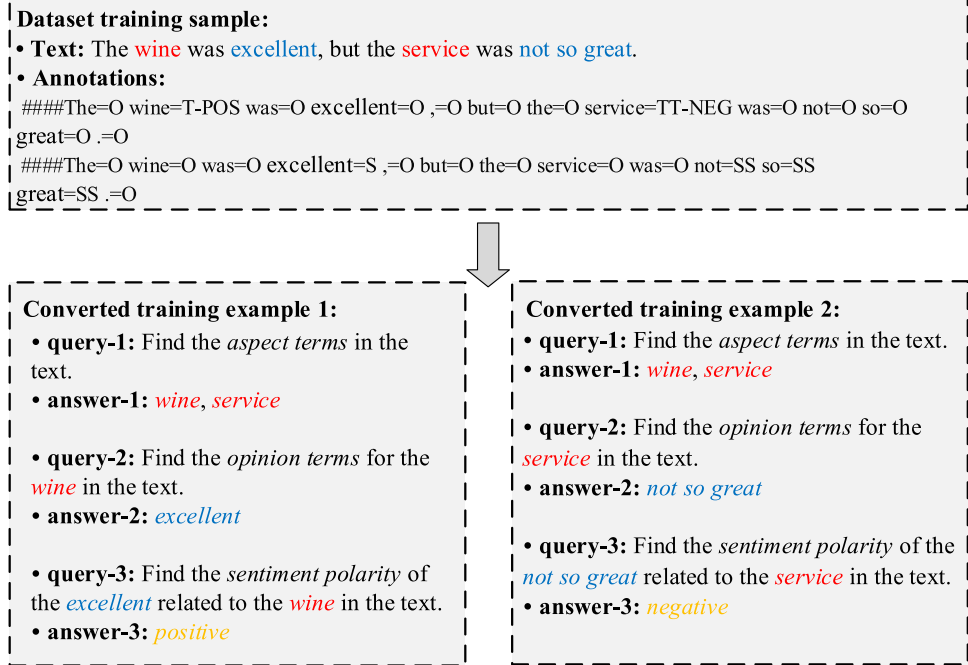 Dataset training sample:
• Text: The wine was excellent, but the service was not so great.
• Annotations:
####The=O wine=T-POS was=O excellent=O ,=O but=O the=O service=TT-NEG was=O not=O so=O
great=O .=O
####The=O wine=O was=O excellent=S ,=O but=O the=O service=O was=O not=SS so=SS
great=SS .=O
Converted training example 1:
• query-1: Find the aspect terms in the
text.
• answer-1: wine, service
• query-2: Find the opinion terms for the
wine in the text.
• answer-2: excellent
• query-3: Find the sentiment polarity of
the excellent related to the wine in the text.
• answer-3: positive
Converted training example 2:
• query-1: Find the aspect terms in the text.
• answer-1: wine, service
• query-2: Find the opinion terms for the
service in the text.
• answer-2: not so great
• query-3: Find the sentiment polarity of the
not so great related to the service in the text.
• answer-3: negative